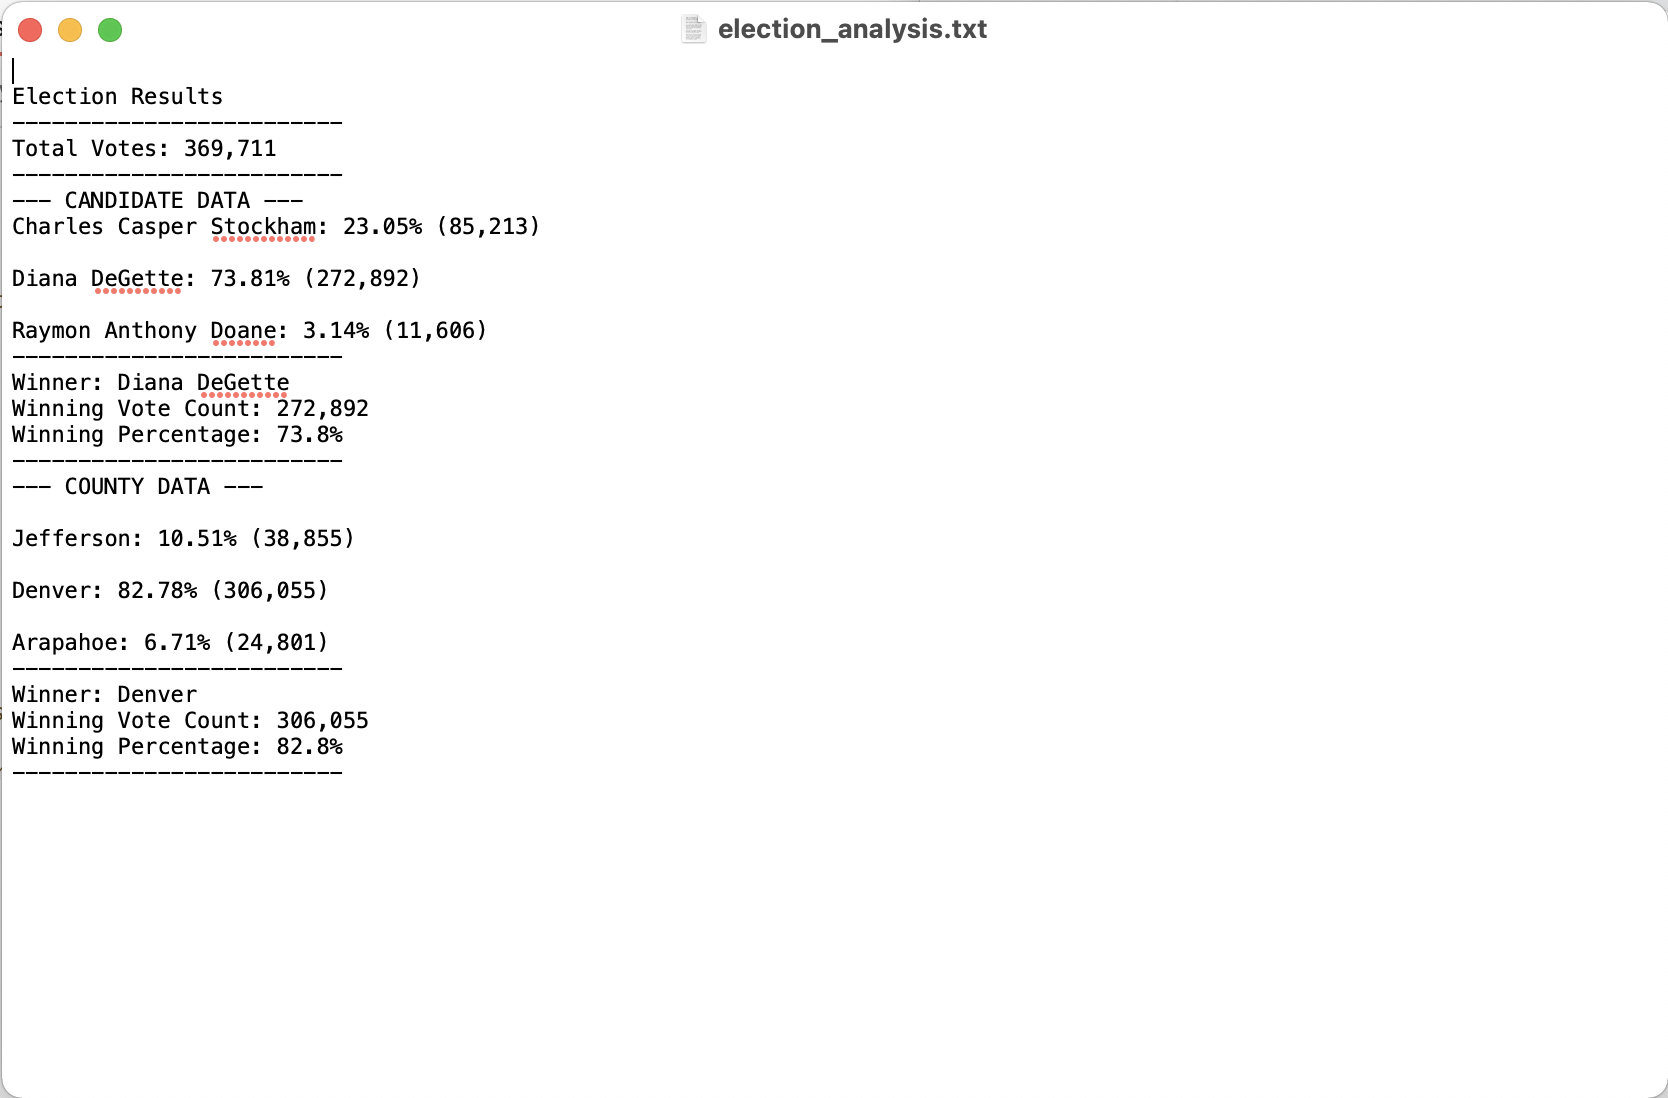 election_analysis.txt
Election Results
-------------------------
Total Votes: 369,711
-------------------------
--- CANDIDATE DATA ---
Charles Casper Stockham: 23.05% (85,213)
Diana DeGette: 73.81% (272,892)
Raymon Anthony Doane: 3.14% (11,606)
-------------------------
Winner: Diana DeGette
Winning Vote Count: 272,892
Winning Percentage: 73.8%
-------------------------
--- COUNTY DATA ---
Jefferson: 10.51% (38,855)
Denver: 82.78% (306,055)
Arapahoe: 6.71% (24,801)
-------------------------
Winner: Denver
Winning Vote Count: 306,055
Winning Percentage: 82.8%
-------------------------